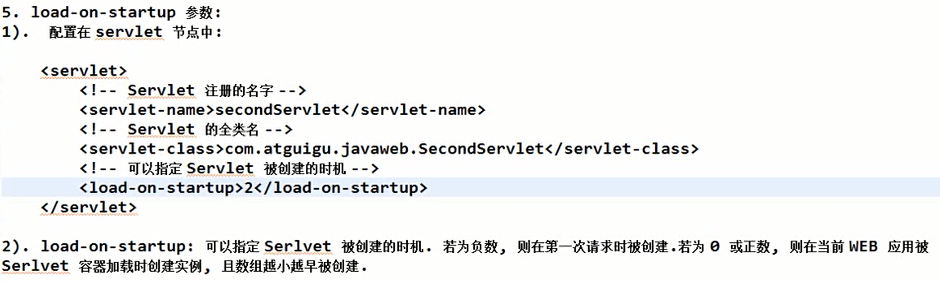 5. load-on-startup 参数:
1). 配置在 servlet 节点中:
<servlet>
<!-- Servlet 注册的名字 -->
<servlet-name>secondServlet</servlet-name>
<!-- Servlet 的全类名 -->
<servlet-class>com.atguigu.javaweb.SecondServlet</servlet-class>
<!-- 可以指定 Servlet 被创建的时机 -->
<load-on-startup>2</load-on-startup>
</servlet>
2). load-on-startup: 可以指定 Serlvet 被创建的时机. 若为负数, 则在第一次请求时被创建.若为 0 或正数, 则在当前 WEB 应用被
Serlvet 容器加载时创建实例, 且数组越小越早被创建.